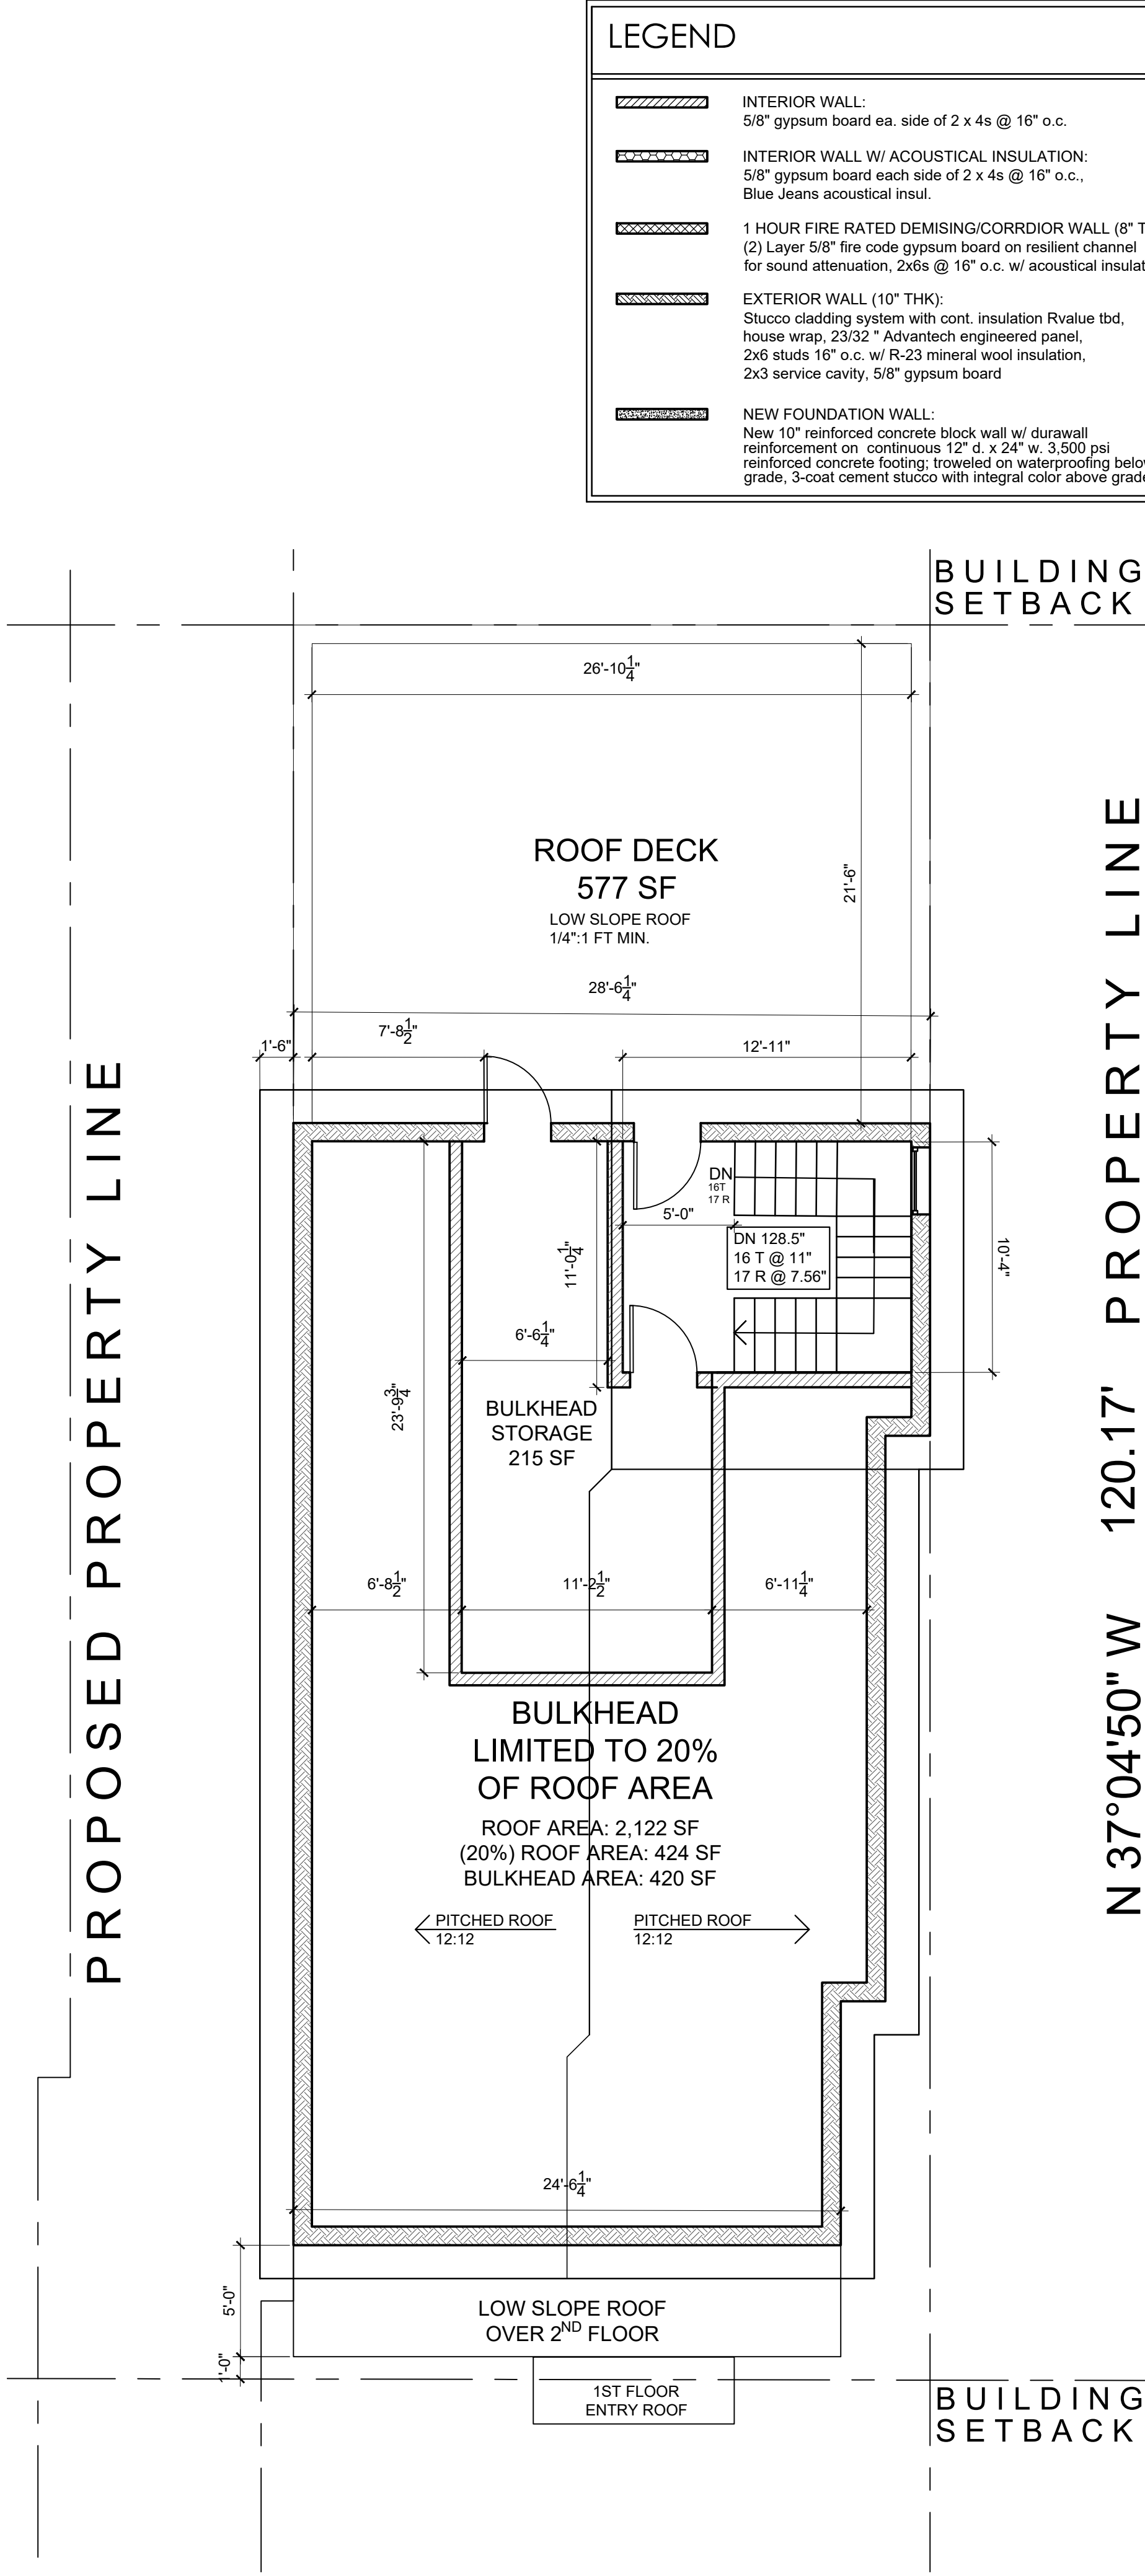 LEGEND
INTERIOR WALL:
5/8" gypsum board ea. side of 2 x 4s @ 16" o.c.
INTERIOR WALL W/ ACOUSTICAL INSULATION:
5/8" gypsum board each side of 2 x 4s @ 16" o.c.,
Blue Jeans acoustical insul.
1 HOUR FIRE RATED DEMISING/CORRDIOR WALL (8" T
(2) Layer 5/8" fire code gypsum board on resilient channel
for sound attenuation, 2x6s @ 16" o.c. w/ acoustical insulat
EXTERIOR WALL (10" THK):
Stucco cladding system with cont. insulation Rvalue tbd,
house wrap, 23/32 " Advantech engineered panel,
2x6 studs 16" o.c. w/ R-23 mineral wool insulation,
2x3 service cavity, 5/8" gypsum board
NEW FOUNDATION WALL:
New 10" reinforced concrete block wall w/ durawall
reinforcement on continuous 12" d. x 24" w. 3,500 psi
reinforced concrete footing; troweled on waterproofing below
grade, 3-coat cement stucco with integral color above grade
BUILDING
SETBACK
26'-10 1/4"
ROOF DECK
577 SF
LOW SLOPE ROOF
1/4":1 FT MIN.
21'-6"
28'-6 1/4"
7'-8 1/2"
1'-6"
12'-11"
DN
16T
17 R
5'-0"
DN 128.5"
16 T @ 11"
17 R @ 7.56"
10'-4"
11'-0 1/4"
6'-6 1/4"
23'-9 3/4"
BULKHEAD
STORAGE
215 SF
6'-8 1/2"
11'-2 1/2"
6'-11 1/4"
BULKHEAD
LIMITED TO 20%
OF ROOF AREA
ROOF AREA: 2,122 SF
(20%) ROOF AREA: 424 SF
BULKHEAD AREA: 420 SF
PITCHED ROOF
12:12
PITCHED ROOF
12:12
24'-6 1/4"
5'-0"
1'-0"
LOW SLOPE ROOF
OVER 2ND FLOOR
1ST FLOOR
ENTRY ROOF
BUILDING
SETBACK
PROPOSED PROPERTY LINE
N 37°04'50" W 120.17' PROPERTY LINE